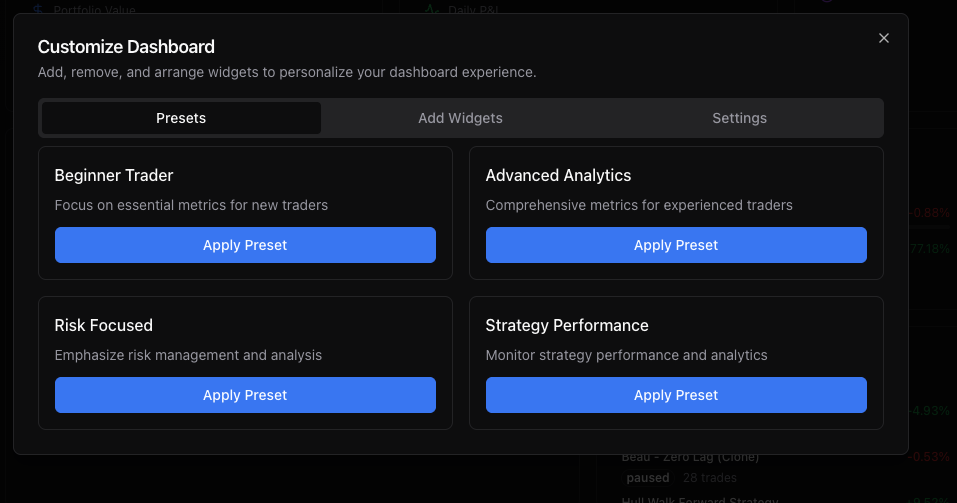 Portfolio Value
Daily P&L
Customize Dashboard
Add, remove, and arrange widgets to personalize your dashboard experience.
Presets
Add Widgets
Settings
Beginner Trader
Focus on essential metrics for new traders
Apply Preset
Advanced Analytics
Comprehensive metrics for experienced traders
Apply Preset
-0.88%
77.18%
Risk Focused
Emphasize risk management and analysis
Apply Preset
Strategy Performance
Monitor strategy performance and analytics
Apply Preset
-4.93%
Beau - Zero Lag (Clone)
-0.53%
paused
28 trades
Hull Walk Forward Strategy